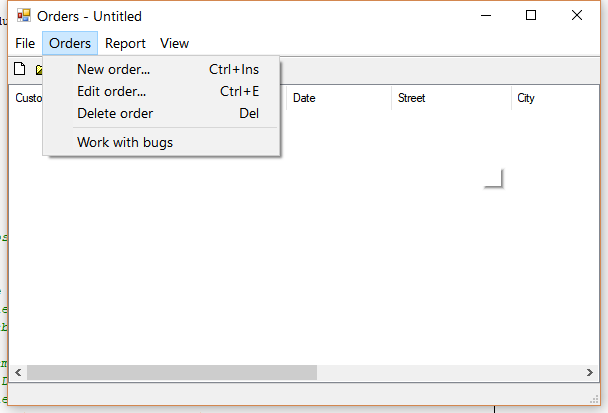 Orders - Untitled
File Orders Report View
New order... Ctrl+Ins
Edit order... Ctrl+E
Delete order Del
Work with bugs
Date Street City